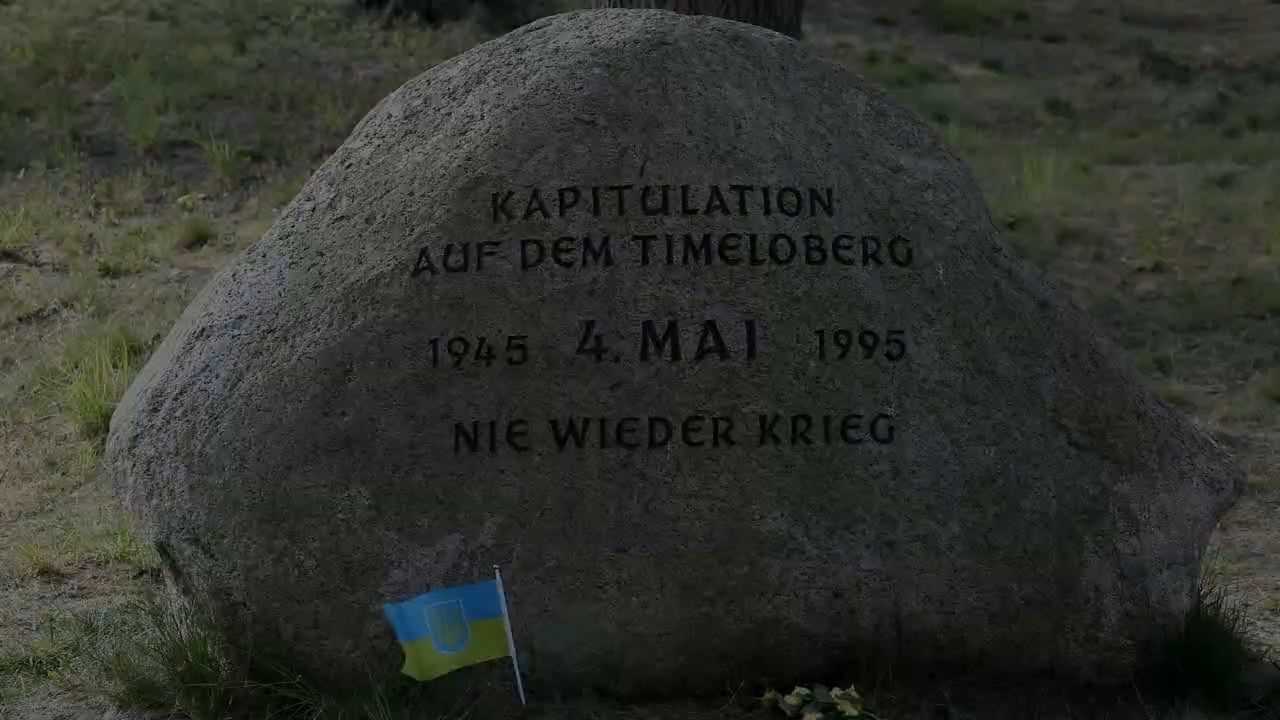 KAPITULATION
AUF DEM TIMELOBERG
1945 4. MAI 1995
NIE WIEDER KRIEG